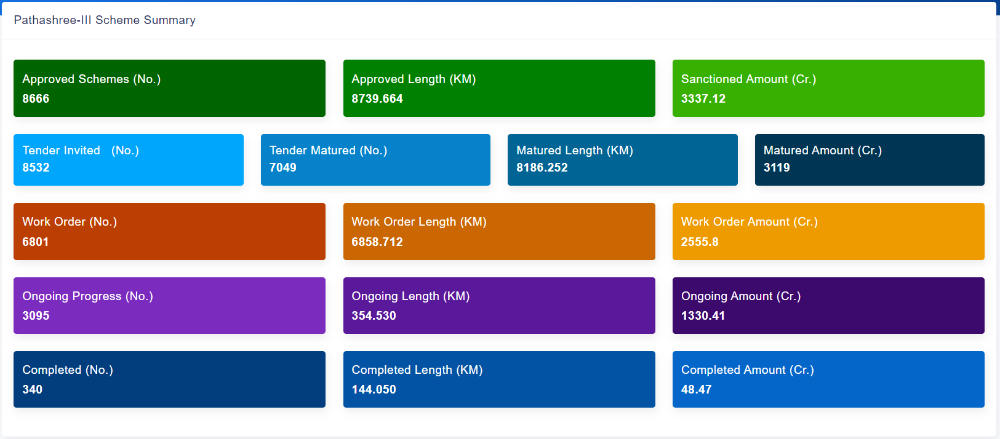 Pathashree-III Scheme Summary
Approved Schemes (No.)
8666
Approved Length (KM)
8739.664
Sanctioned Amount (Cr.)
3337.12
Tender Invited (No.)
8532
Tender Matured (No.)
7049
Matured Length (KM)
8186.252
Matured Amount (Cr.)
3119
Work Order (No.)
6801
Work Order Length (KM)
6858.712
Work Order Amount (Cr.)
2555.8
Ongoing Progress (No.)
3095
Ongoing Length (KM)
354.530
Ongoing Amount (Cr.)
1330.41
Completed (No.)
340
Completed Length (KM)
144.050
Completed Amount (Cr.)
48.47